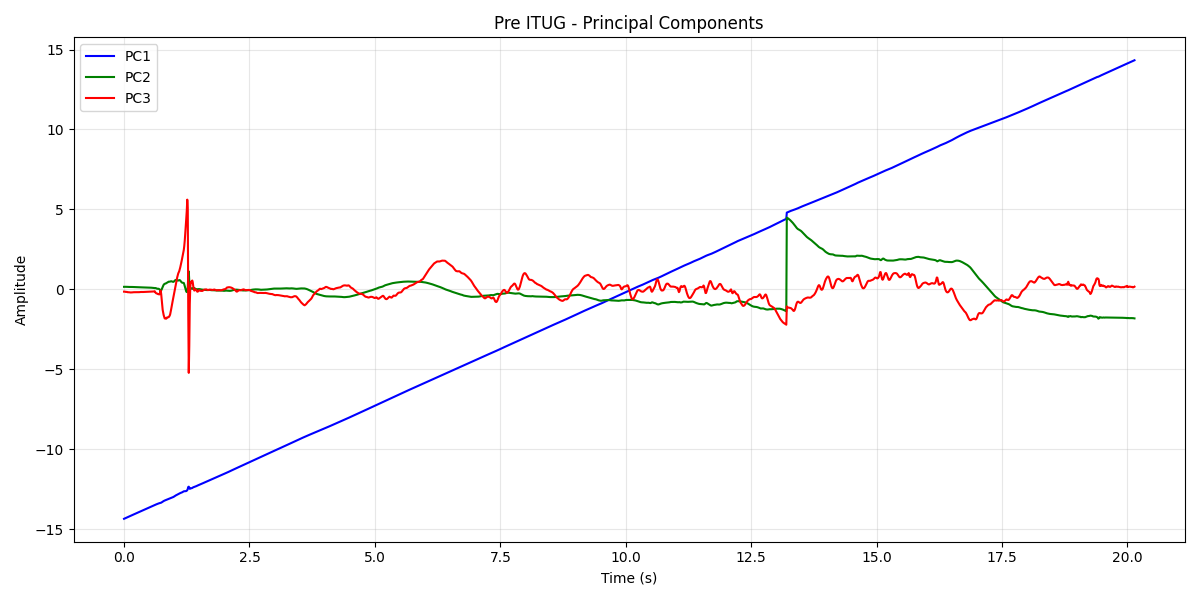 Pre ITUG - Principal Components
PC1
PC2
PC3
15
10
5
0
−5
−10
−15
Amplitude
0.0 2.5 5.0 7.5 10.0 12.5 15.0 17.5 20.0
Time (s)